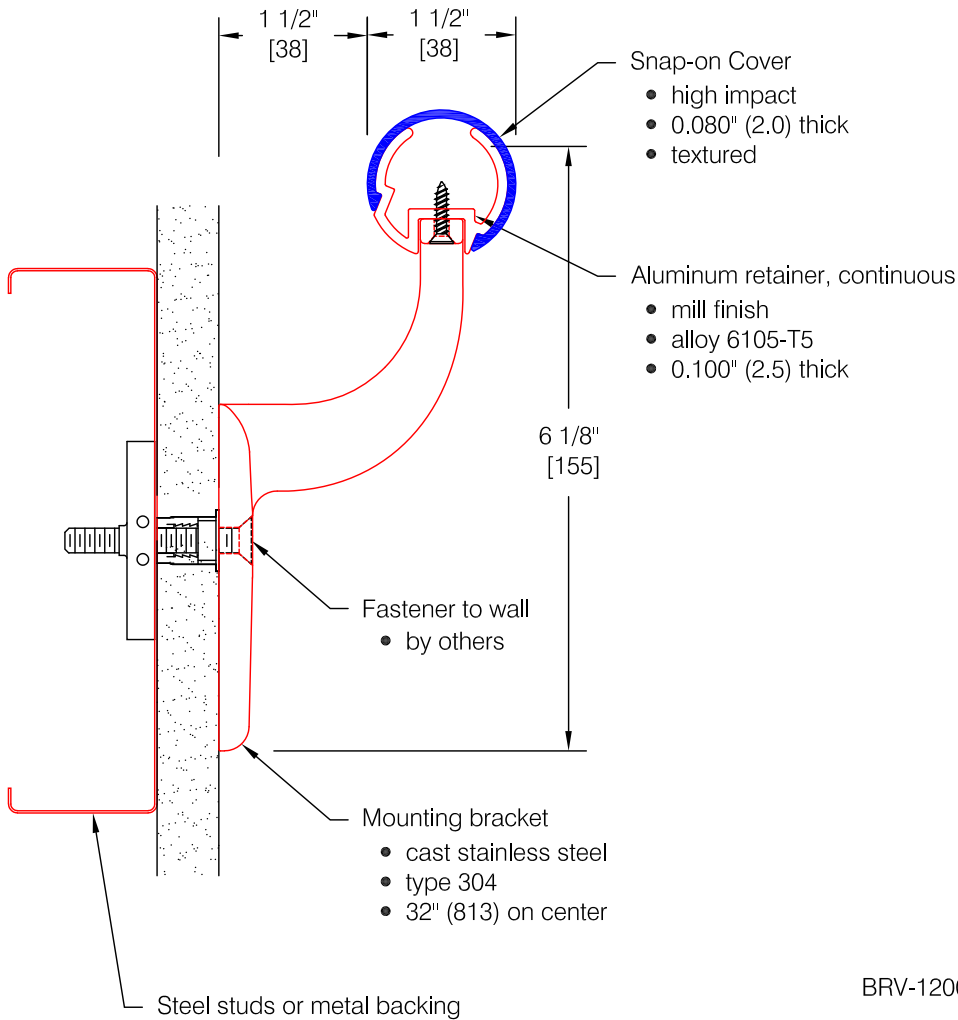 1 1/2" 1 1/2"
[38] [38]
Snap-on Cover
• high impact
• 0.080" (2.0) thick
• textured
Aluminum retainer, continuous
• mill finish
• alloy 6105-T5
• 0.100" (2.5) thick
6 1/8"
[155]
Fastener to wall
• by others
Mounting bracket
• cast stainless steel
• type 304
• 32" (813) on center
Steel studs or metal backing